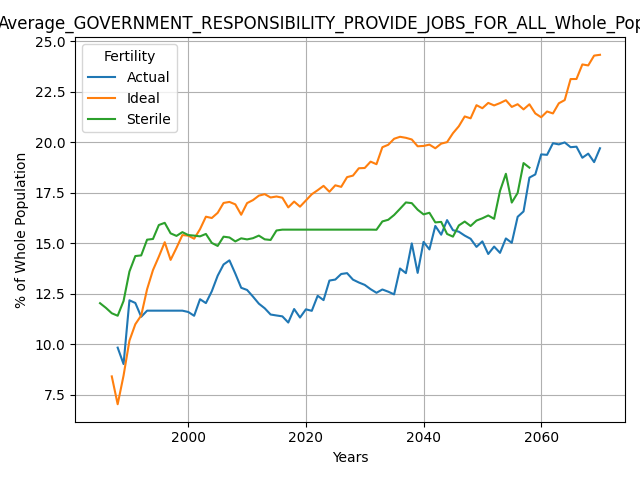 Average_GOVERNMENT_RESPONSIBILITY_PROVIDE_JOBS_FOR_ALL_Whole_Pop
25.0
22.5
20.0
17.5
15.0
12.5
10.0
7.5
% of Whole Population
Fertility
Actual
Ideal
Sterile
2000
2020
2040
2060
Years